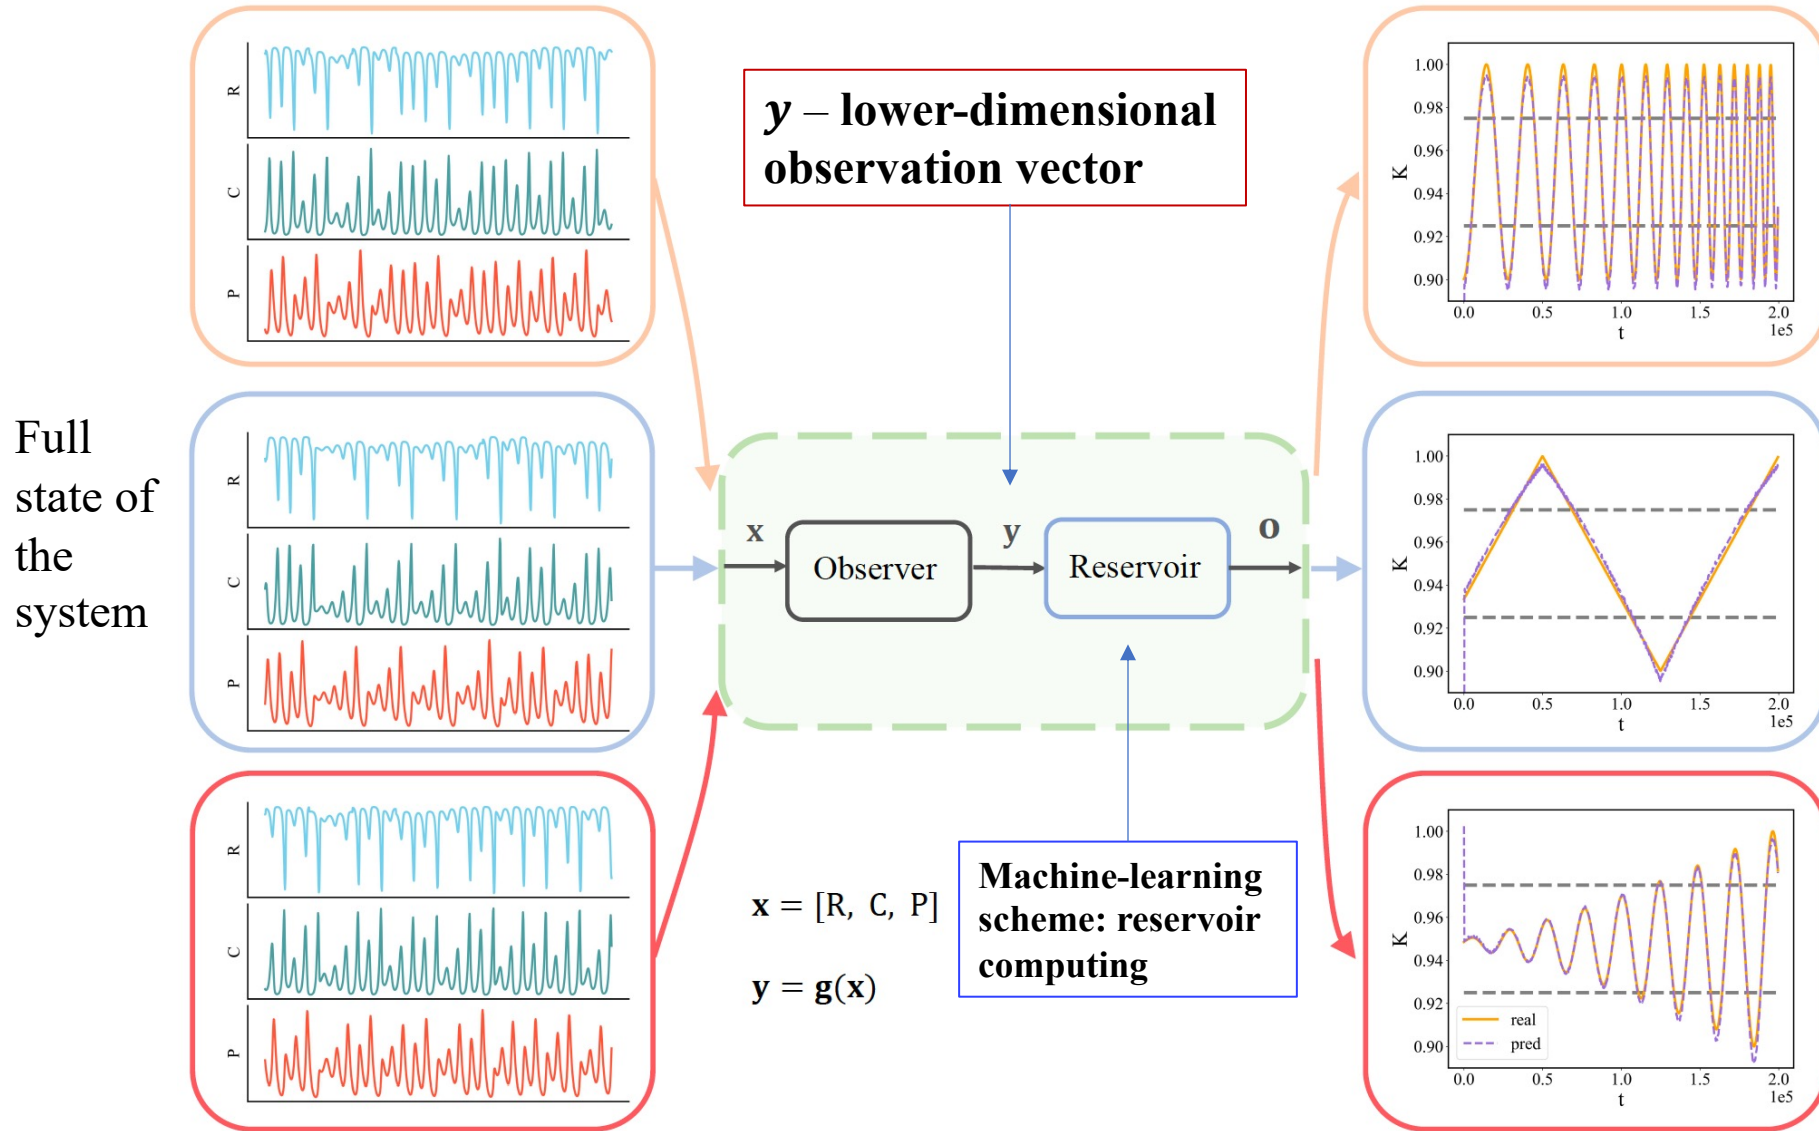 Full
state of
the
system
R
C
P
R
C
P
R
C
P
y – lower-dimensional
observation vector
x
Observer
y
Reservoir
o
x = [R, C, P]
y = g(x)
Machine-learning
scheme: reservoir
computing
K
1.00
0.98
0.96
0.94
0.92
0.90
0.0 0.5 1.0 1.5 2.0
1e5
t
K
1.00
0.98
0.96
0.94
0.92
0.90
0.0 0.5 1.0 1.5 2.0
1e5
t
K
1.00
0.98
0.96
0.94
0.92
0.90
real
pred
0.0 0.5 1.0 1.5 2.0
1e5
t